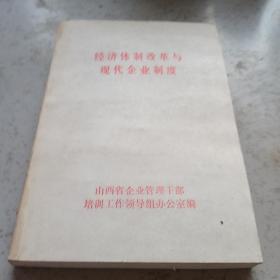 经济体制改革与
现代企业制度
山西省企业管理干部
培训工作领导组办公室编